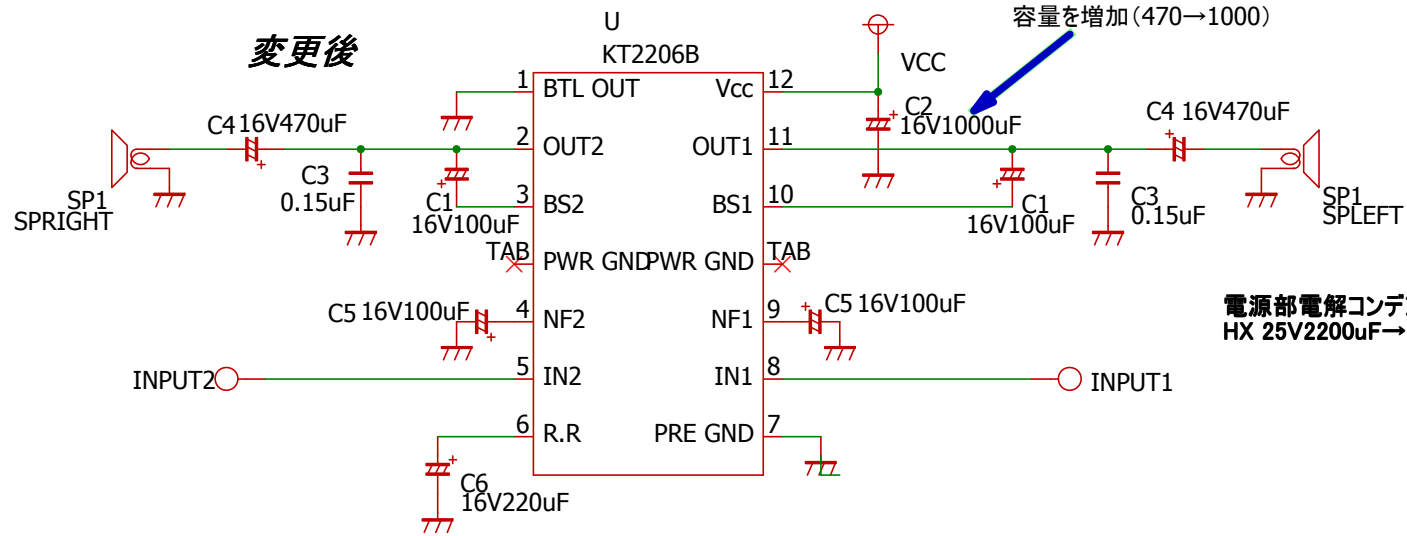 容量を増加(470→1000)
変更後
U
KT2206B
VCC
1 BTL OUT
Vcc 12
C2
16V1000uF
C4 16V470uF
2 OUT2
OUT1 11
C4 16V470uF
C3
0.15uF
C1
16V100uF
3 BS2
BS1 10
C1
16V100uF
C3
0.15uF
SP1
SPRIGHT
SP1
SPLEFT
TAB PWR GND
PWR GND TAB
C5 16V100uF
4 NF2
NF1 9
C5 16V100uF
電源部電解コンデ
HX 25V2200uF→
INPUT2
5 IN2
IN1 8
INPUT1
6 R.R
PRE GND 7
C6
16V220uF